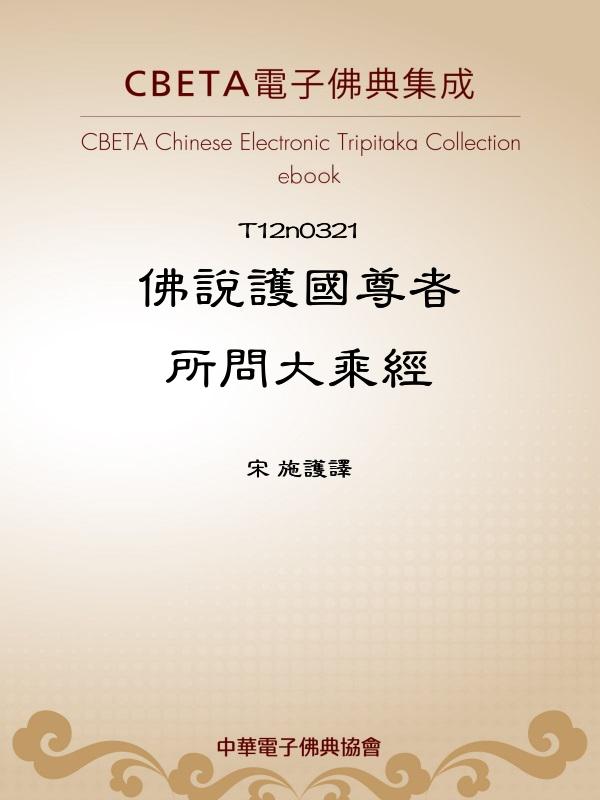 CBETA電子佛典集成
CBETA Chinese Electronic Tripitaka Collection
ebook
T12n0321
佛說護國尊者
所問大乘經
宋 施護譯
中華電子佛典協會